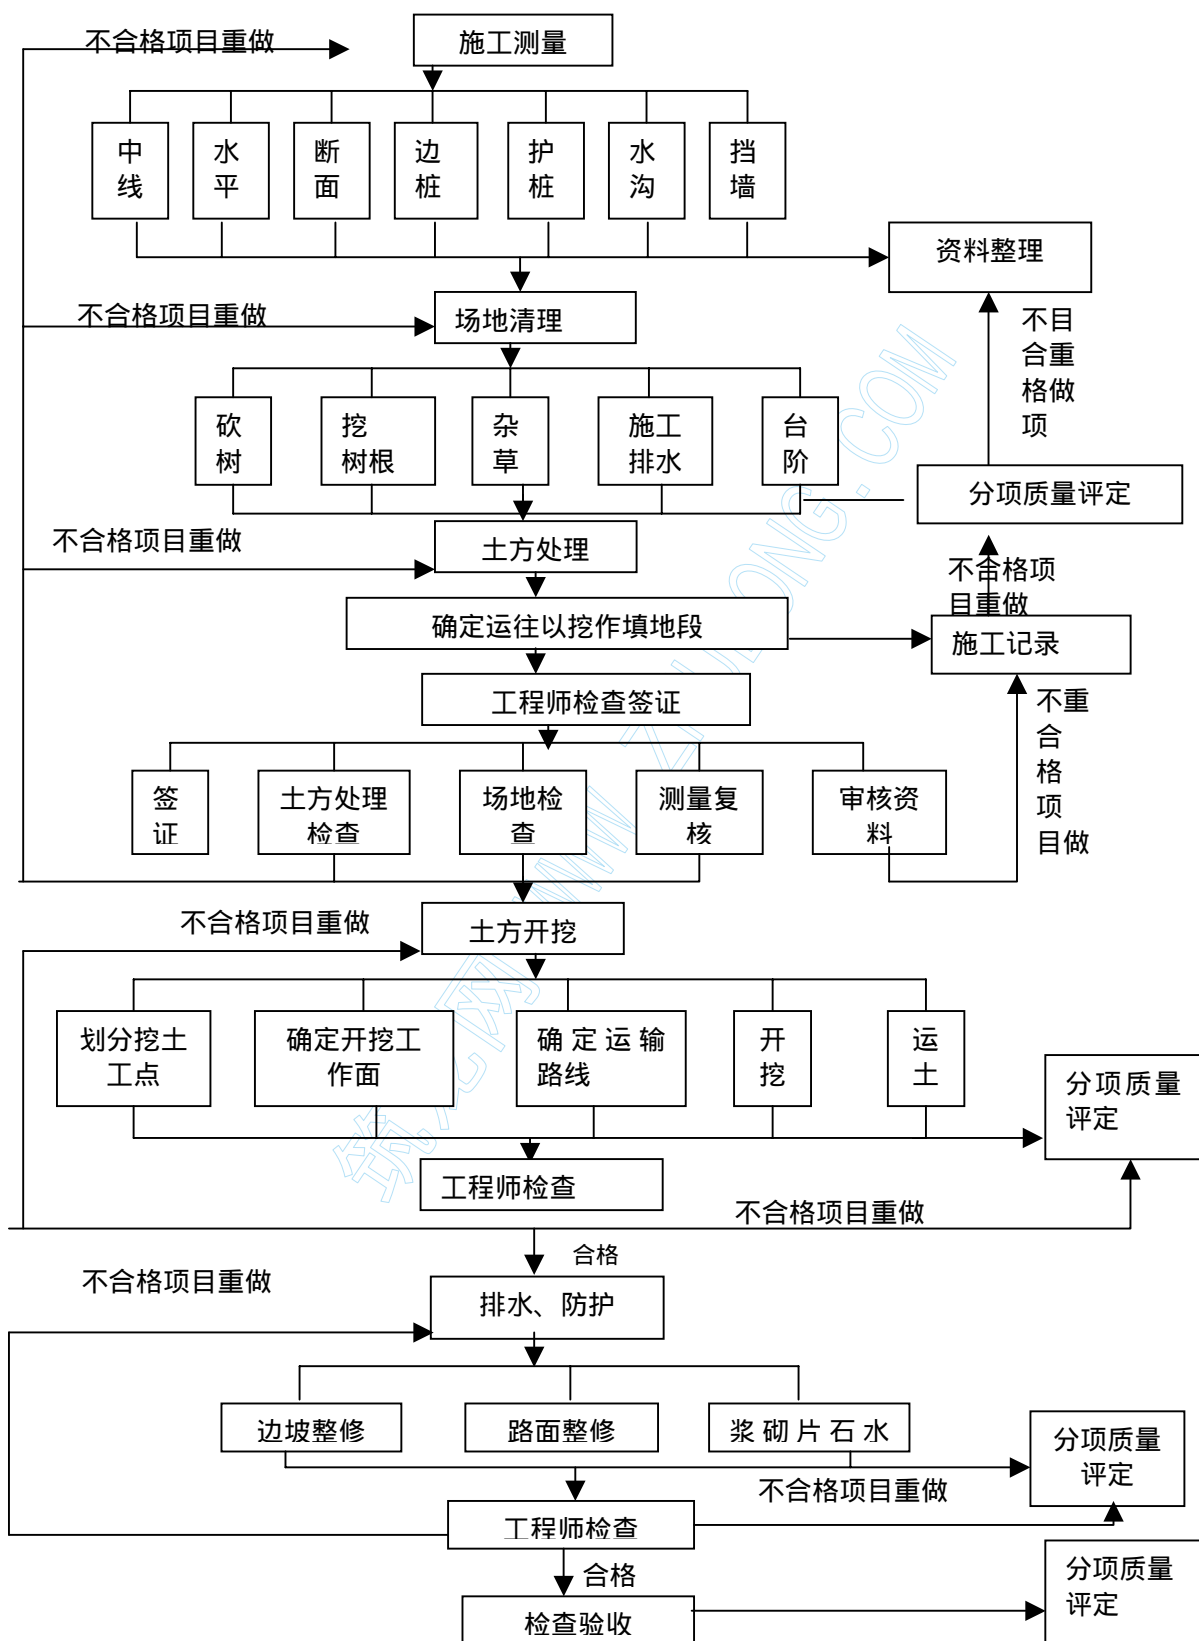 不合格项目重做
施工测量
中
线
水
平
断
面
边
桩
护
桩
水
沟
挡
墙
资料整理
不合格项目重做
场地清理
不目
合重
格做
项
砍
树
挖
树根
杂
草
施工
排水
台
阶
分项质量评定
不合格项目重做
土方处理
不合格项
目重做
确定运往以挖作填地段
施工记录
工程师检查签证
不重
合
格
项
目做
签
证
土方处理
检查
场地检
查
测量复
核
审核资
料
不合格项目重做
土方开挖
划分挖土
工点
确定开挖工
作面
确定运输
路线
开
挖
运
土
分项质量
评定
工程师检查
不合格项目重做
合格
不合格项目重做
排水、防护
边坡整修
路面整修
浆砌片石水
分项质量
评定
不合格项目重做
工程师检查
合格
分项质量
评定
检查验收
筑龙网 WWW.ZHULONG.COM